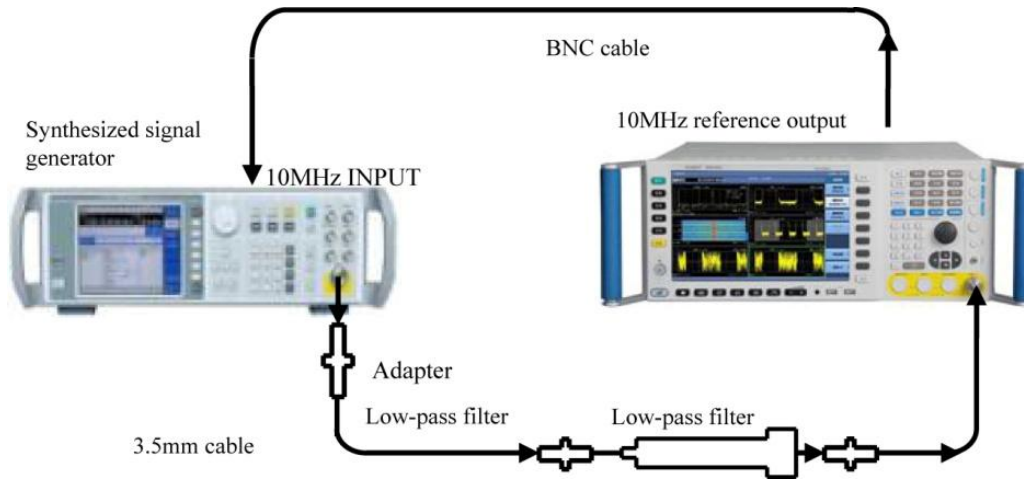 BNC cable
Synthesized signal
generator
10MHz reference output
10MHz INPUT
Adapter
Low-pass filter
Low-pass filter
3.5mm cable